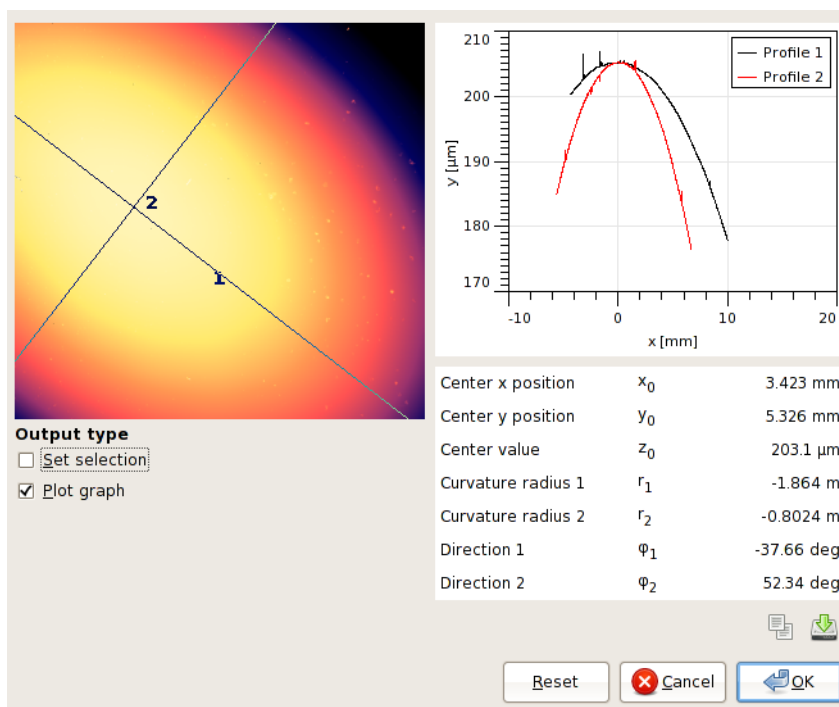 2
1
Output type
Set selection
Plot graph
210
200
190
180
170
y [µm]
Profile 1
Profile 2
-10 0 10 20
x [mm]
Center x position x0 3.423 mm
Center y position y0 5.326 mm
Center value z0 203.1 µm
Curvature radius 1 r1 -1.864 m
Curvature radius 2 r2 -0.8024 m
Direction 1 φ1 -37.66 deg
Direction 2 φ2 52.34 deg
Reset Cancel OK